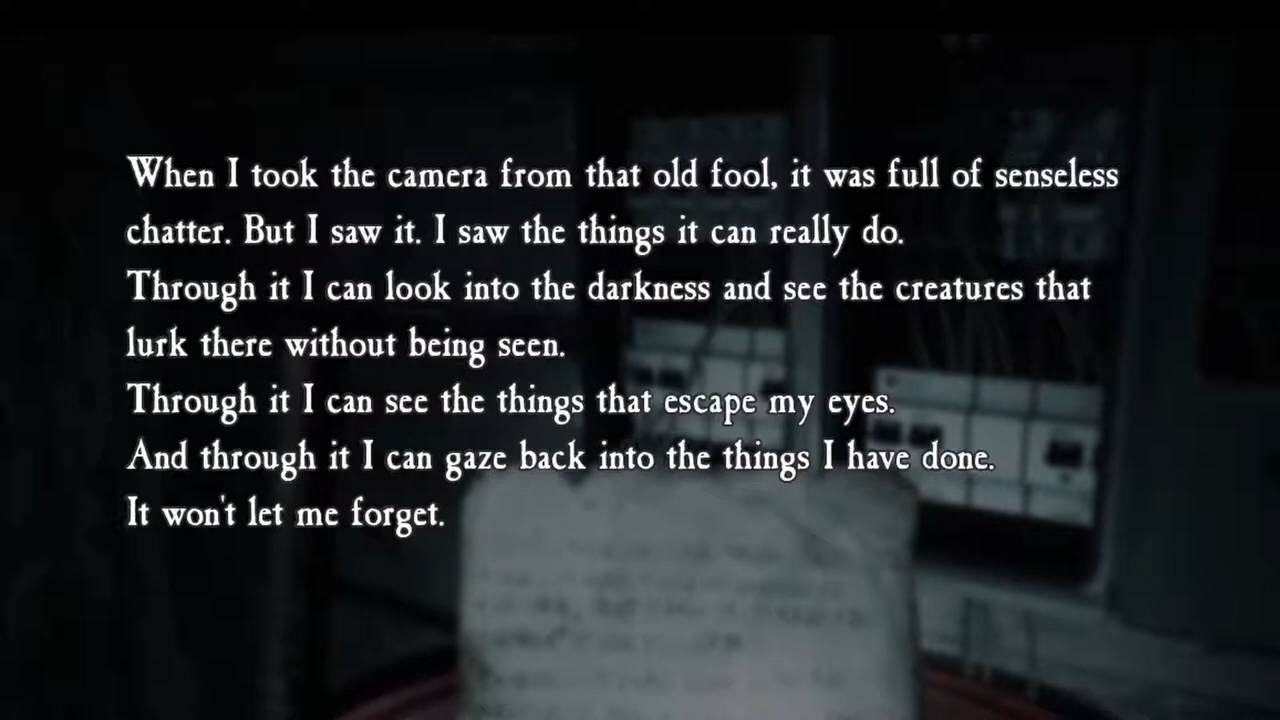 When I took the camera from that old fool, it was full of senseless
chatter. But I saw it. I saw the things it can really do.
Through it I can look into the darkness and see the creatures that
lurk there without being seen.
Through it I can see the things that escape my eyes.
And through it I can gaze back into the things I have done.
It won't let me forget.